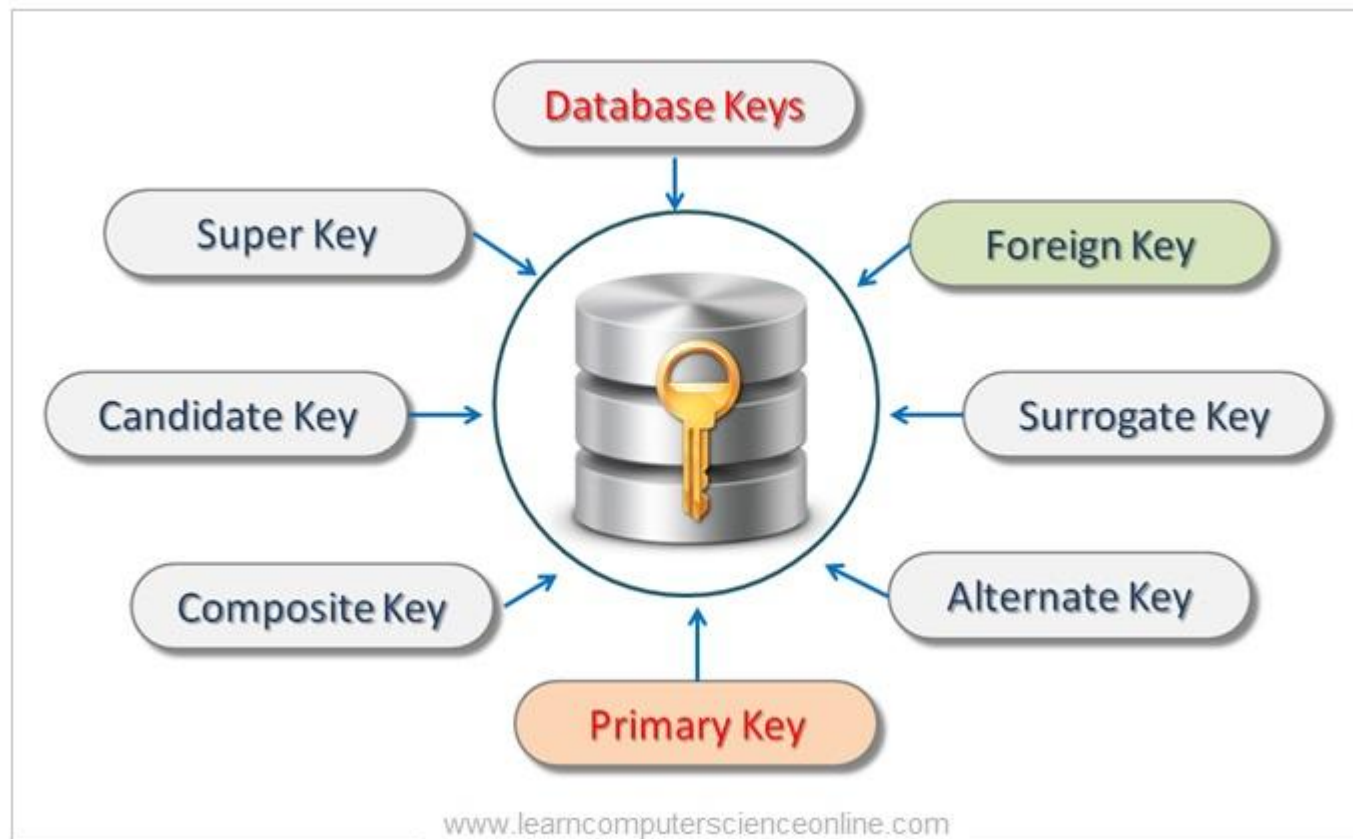 Database Keys
Super Key
Foreign Key
Candidate Key
Surrogate Key
Composite Key
Alternate Key
Primary Key
www.learncomputerscienceonline.com